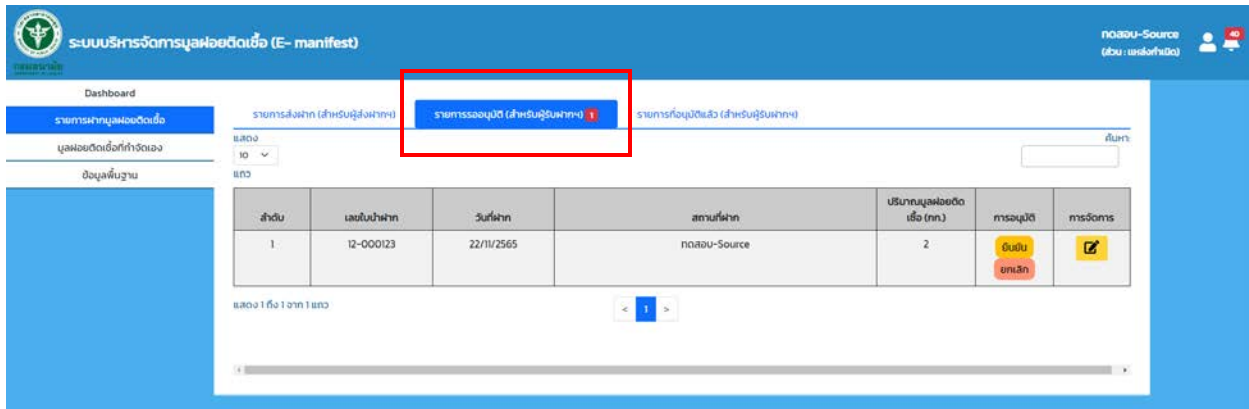 ระบบบริหารจัดการมูลฝอยติดเชื้อ (E- manifest)
ทดสอบ-Source
(ส่วน : แหล่งกำเนิด)
40
กรมอนามัย
Dashboard
รายการฝากมูลฝอยติดเชื้อ
มูลฝอยติดเชื้อที่กำจัดเอง
ข้อมูลพื้นฐาน
รายการส่งฝาก (สำหรับผู้ส่งฝากฯ)
รายการรออนุมัติ (สำหรับผู้รับฝากฯ) 1
รายการที่อนุมัติแล้ว (สำหรับผู้รับฝากฯ)
แสดง
10
แถว
ค้นหา:
ลำดับ เลขใบนำฝาก วันที่ฝาก สถานที่ฝาก ปริมาณมูลฝอยติด
เชื้อ (กก.) การอนุมัติ การจัดการ
1 12-000123 22/11/2565 ทดสอบ-Source 2 ยืนยัน
ยกเลิก
แสดง 1 ถึง 1 จาก 1 แถว
< 1 >